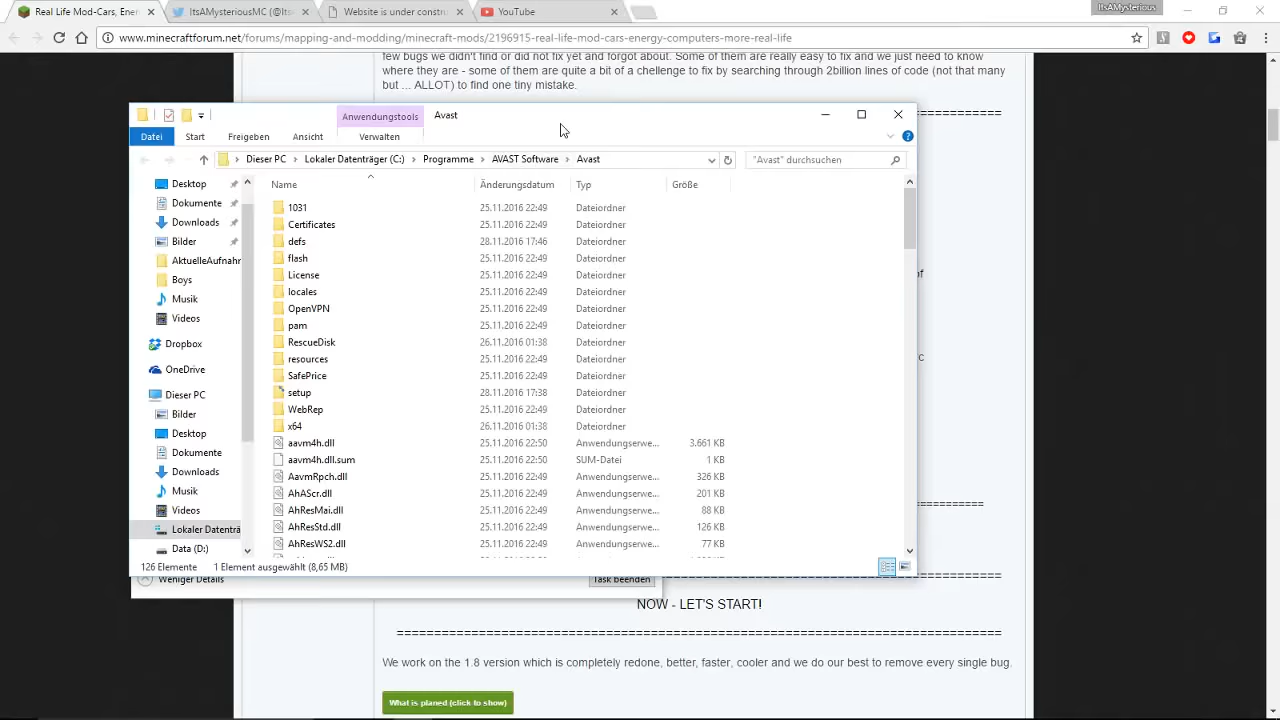 Real Life Mod-Cars, Ener
ItsADatenriosusMC (@Its
Website is under construc
YouTube
ItsAMysterious
www.minecraftforum.net/forums/mapping-and-modding/minecraft-mods/2196915-real-life-mod-cars-energy-computers-more-real-life
few bugs we didn't find or did not fix yet and forgot about. Some of them are really easy to fix and we just need to know
where they are - some of them are quite a bit of a chellenge to fix by searching through 2billion lines of code (not that many
but ... ALLOT) to find one tiny mistake.
Anwendungstools
Avast
Datei
Start
Freigeben
Ansicht
Verwalten
Dieser PC > Lokaler Datenträger (C:) > Programme > AVAST Software > Avast
"Avast" durchsuchen
Name Änderungsdatum Typ Größe
Desktop
Dokumente
Downloads
Bilder
AktuelleAufnahr
Boys
Musik
Videos
Dropbox
OneDrive
Dieser PC
Bilder
Desktop
Dokumente
Downloads
Musik
Videos
Lokaler Datenträ
Data (D:)
1031 25.11.2016 22:49 Dateiordner
Certificates 25.11.2016 22:49 Dateiordner
defs 28.11.2016 17:46 Dateiordner
flash 25.11.2016 22:49 Dateiordner
License 25.11.2016 22:49 Dateiordner
locales 25.11.2016 22:49 Dateiordner
OpenVPN 25.11.2016 22:49 Dateiordner
pam 25.11.2016 22:49 Dateiordner
RescueDisk 26.11.2016 01:38 Dateiordner
resources 25.11.2016 22:49 Dateiordner
SafePrice 25.11.2016 22:49 Dateiordner
setup 28.11.2016 17:38 Dateiordner
WebRep 25.11.2016 22:49 Dateiordner
x64 26.11.2016 01:38 Dateiordner
aavm4h.dll 25.11.2016 22:50 Anwendungserwe... 3.661 KB
aavm4h.dll.sum 25.11.2016 22:50 SUM-Datei 1 KB
AavmRpch.dll 25.11.2016 22:49 Anwendungserwe... 326 KB
AhAScr.dll 25.11.2016 22:49 Anwendungserwe... 201 KB
AhResMai.dll 25.11.2016 22:49 Anwendungserwe... 88 KB
AhResStd.dll 25.11.2016 22:49 Anwendungserwe... 126 KB
AhResWS2.dll 25.11.2016 22:49 Anwendungserwe... 77 KB
126 Elemente 1 Element ausgewählt (8,65 MB)
Weniger Details
Task beenden
NOW - LET'S START!
We work on the 1.8 version which is completely redone, better, faster, cooler and we do our best to remove every single bug.
What is planed (click to show)